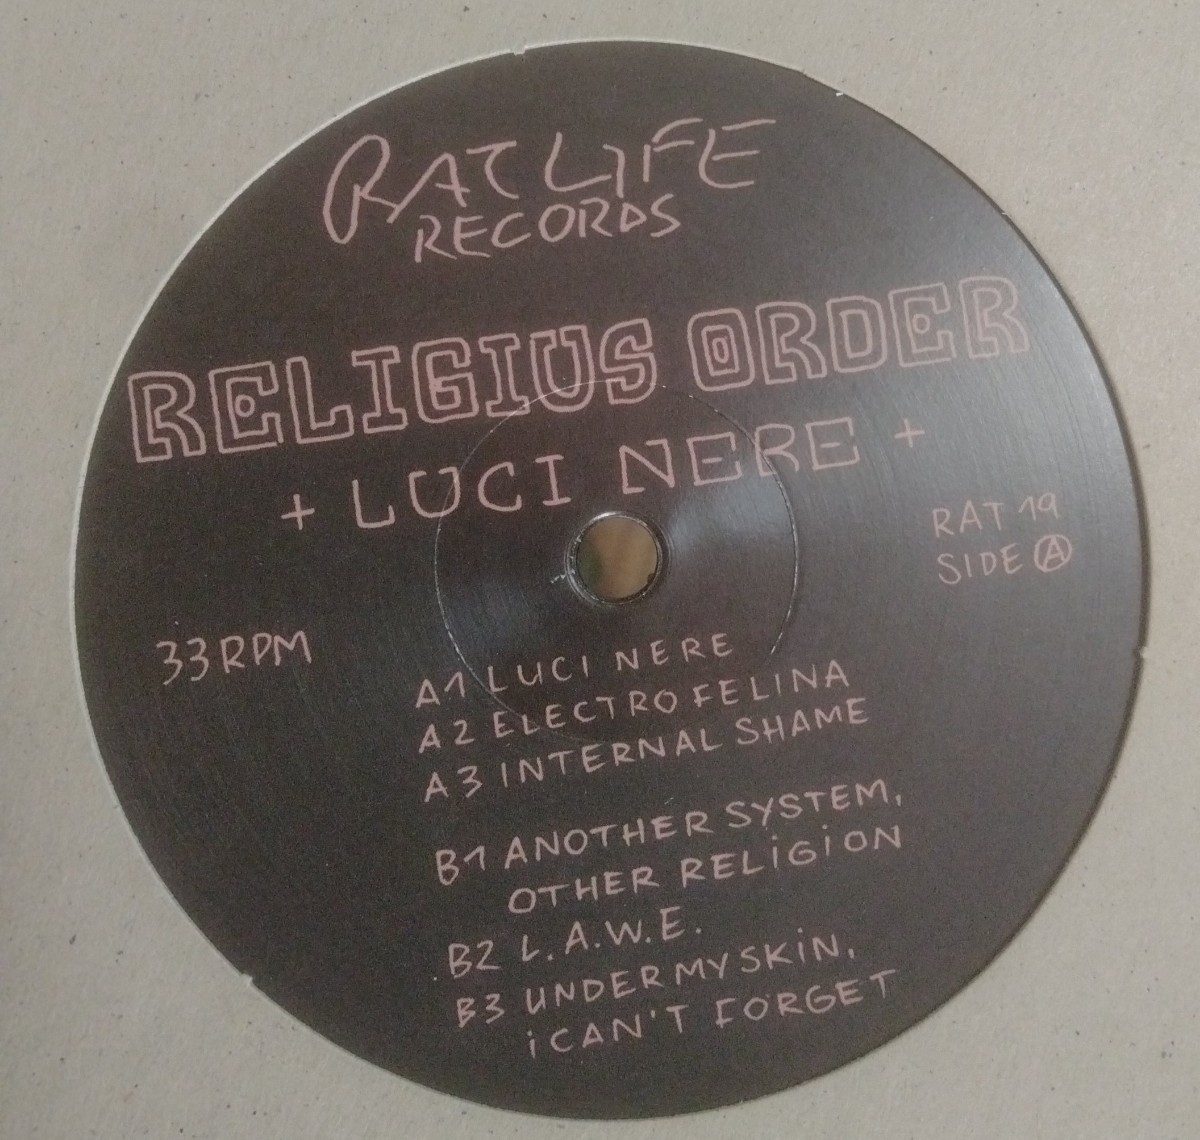 RAT LIFE
RECORDS
RELIGIUS ORDER
+ LUCI NERE +
RAT 19
SIDE A
33 RPM
A1 LUCI NERE
A2 ELECTRO FELINA
A3 INTERNAL SHAME
B1 ANOTHER SYSTEM,
OTHER RELiGiON
B2 L.A.W.E.
B3 UNDER MY SKiN,
i CAN'T FORGET